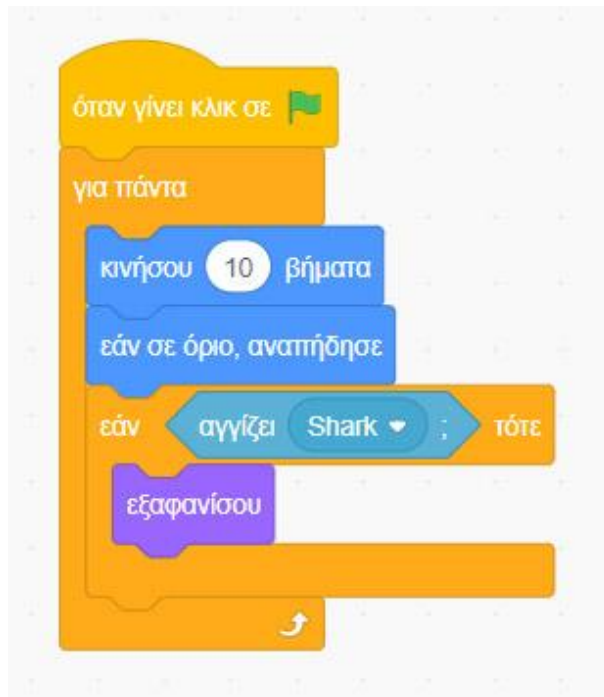 όταν γίνει κλικ σε
για πάντα
κινήσου 10 βήματα
εάν σε όριο, αναπήδησε
εάν αγγίζει Shark ; τότε
εξαφανίσου